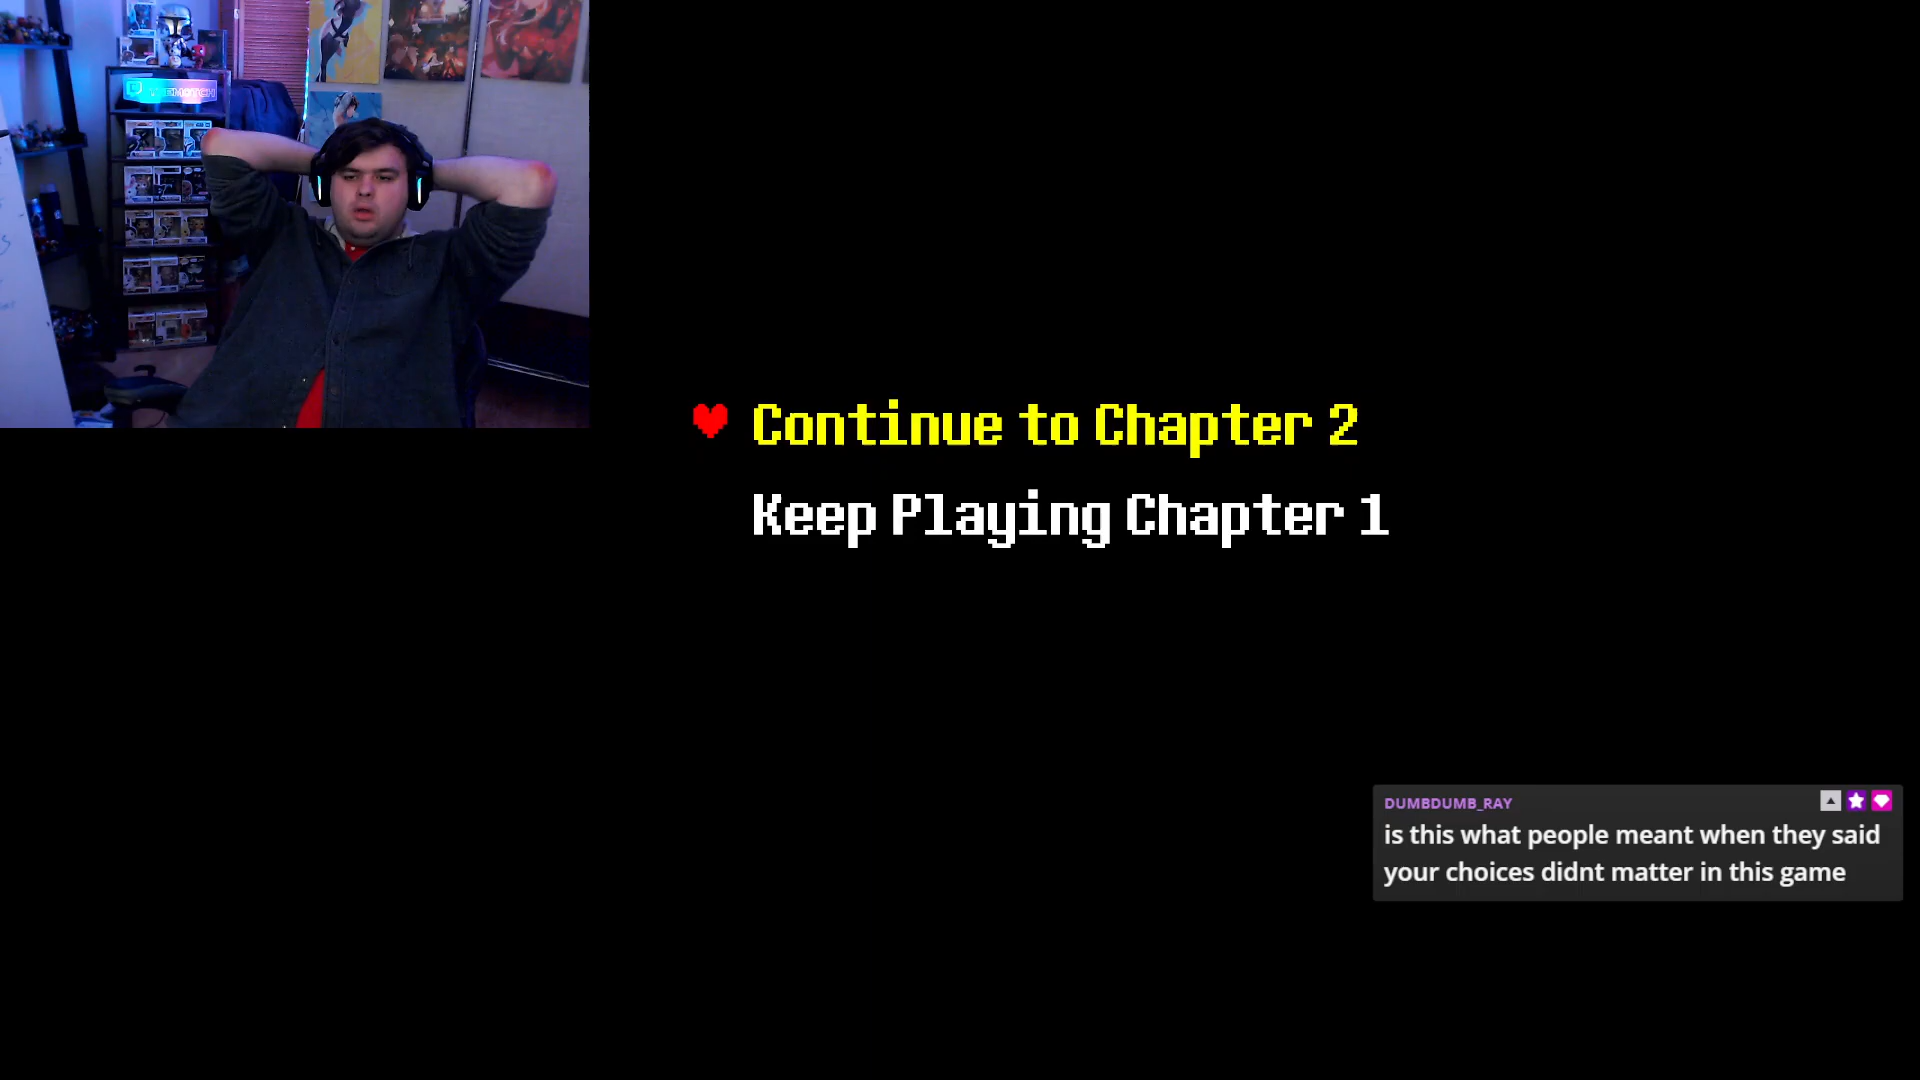 Continue to Chapter 2
Keep Playing Chapter 1
DUMBDUMB_RAY
is this what people meant when they said
your choices didnt matter in this game